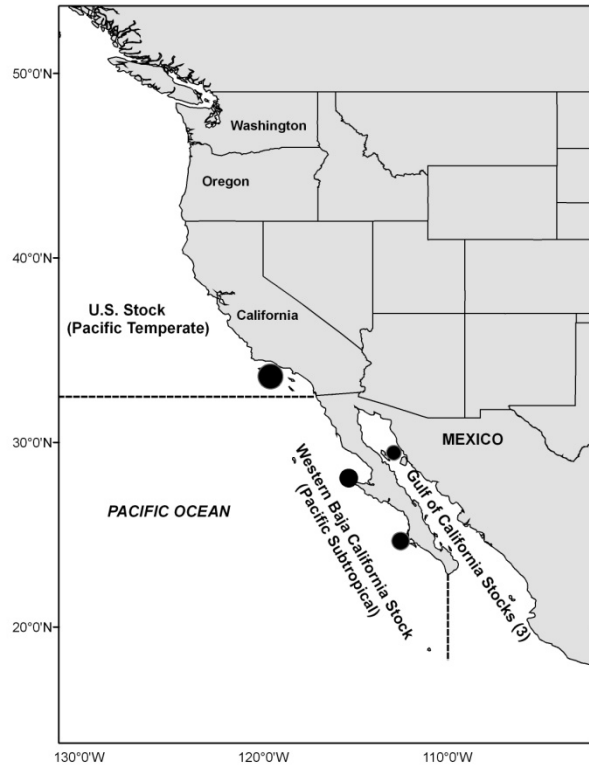 50°0'N
Washington
Oregon
40°0'N
U.S. Stock
(Pacific Temperate)
California
30°0'N
MEXICO
Western Baja California Stock
(Pacific Subtropical)
Gulf of California Stocks (3)
PACIFIC OCEAN
20°0'N
130°0'W
120°0'W
110°0'W